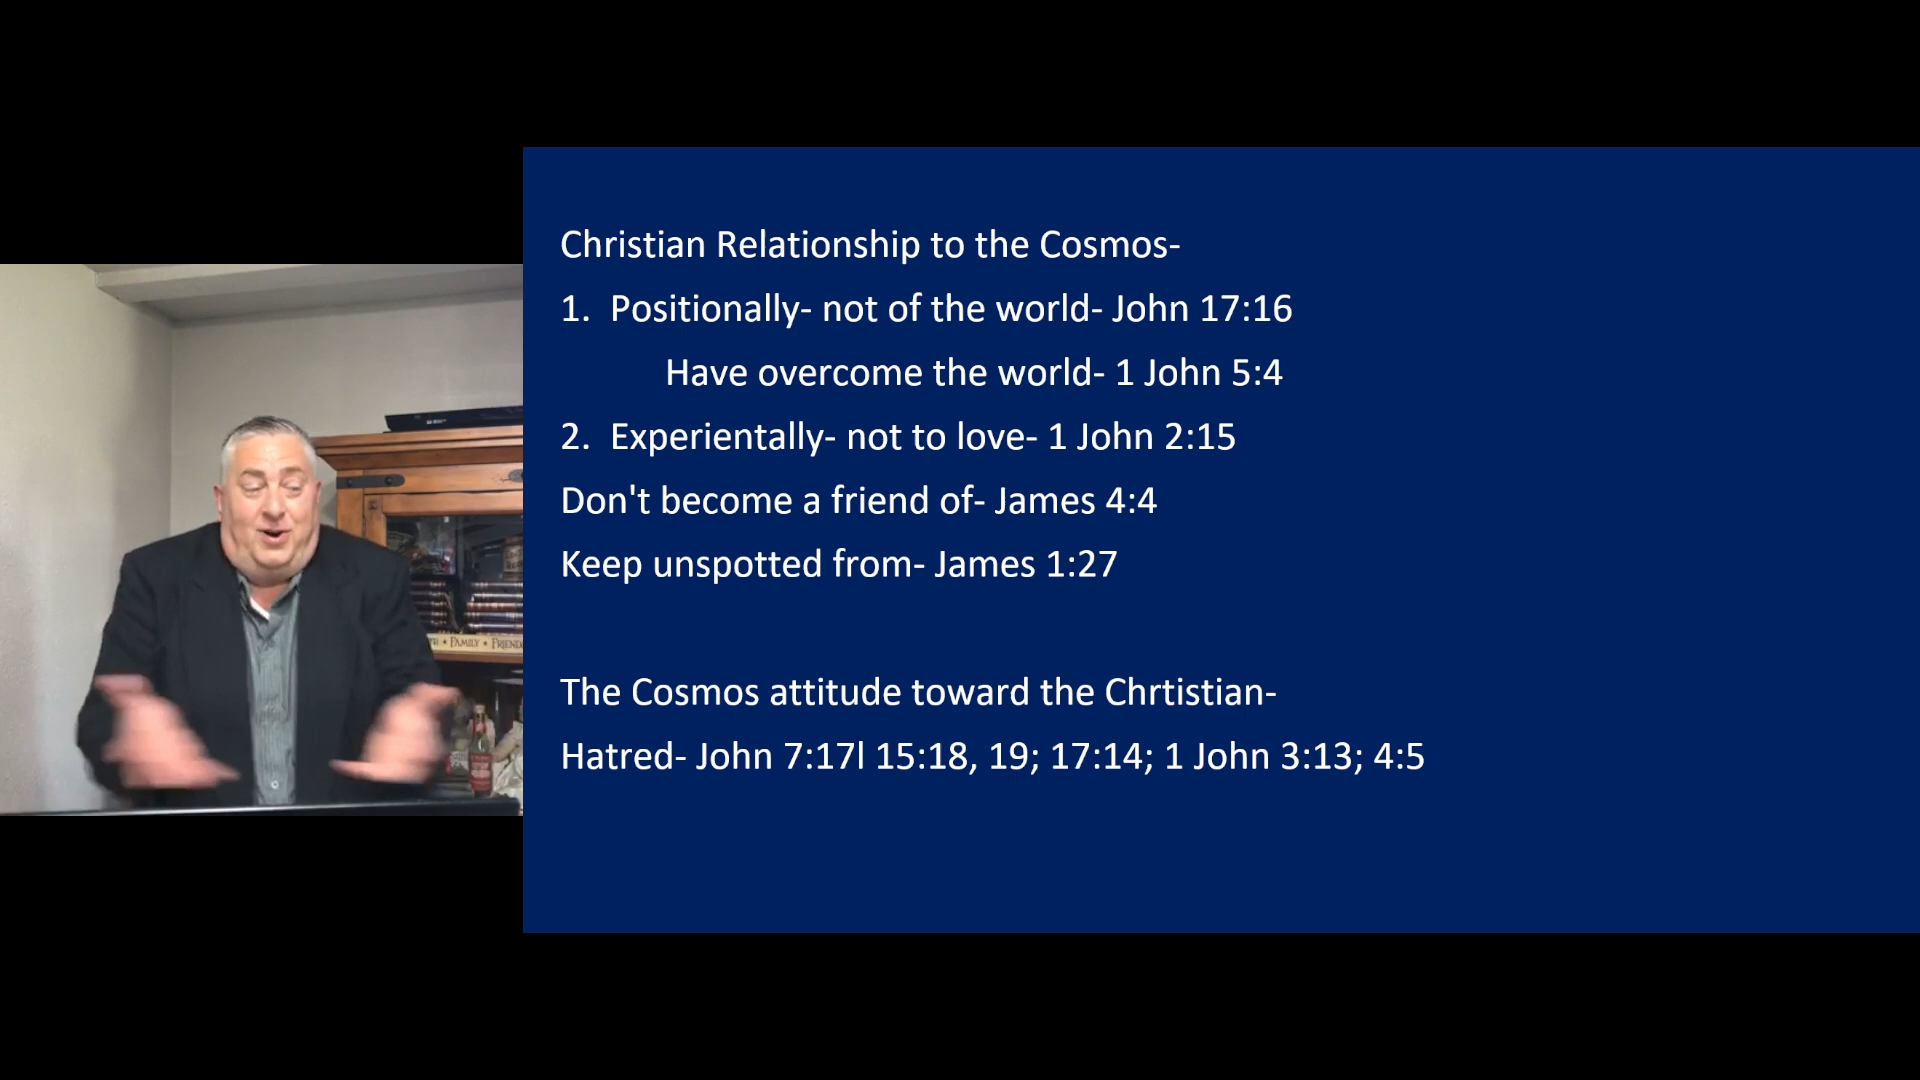 Christian Relationship to the Cosmos-
1. Positionally- not of the world- John 17:16
Have overcome the world- 1 John 5:4
2. Experientally- not to love- 1 John 2:15
Don't become a friend of- James 4:4
Keep unspotted from- James 1:27
The Cosmos attitude toward the Chrtistian-
Hatred- John 7:17l 15:18, 19; 17:14; 1 John 3:13; 4:5
FAMILY